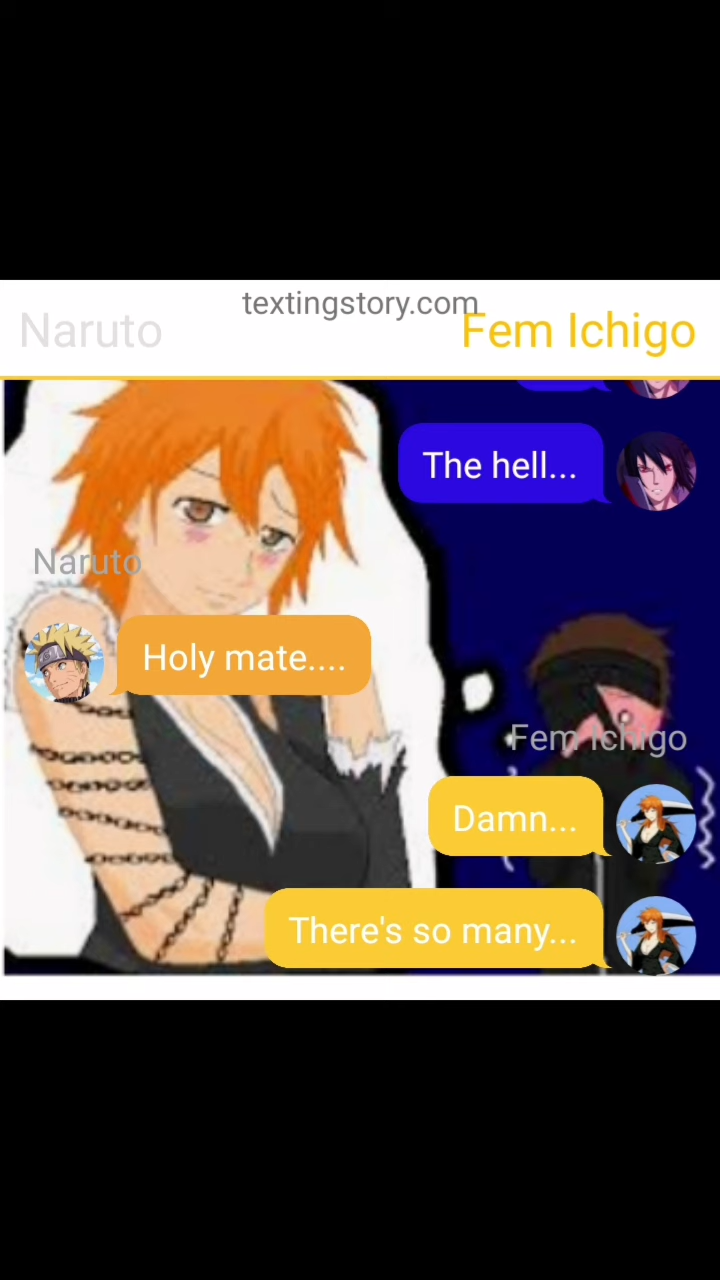 textingstory.com
Naruto
Fem Ichigo
The hell...
Naruto
Holy mate....
Fem Ichigo
Damn...
There's so many...